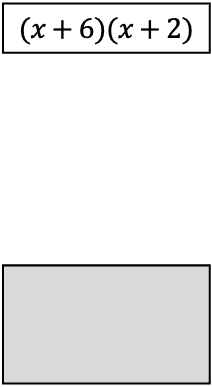 (x + 6)(x + 2)